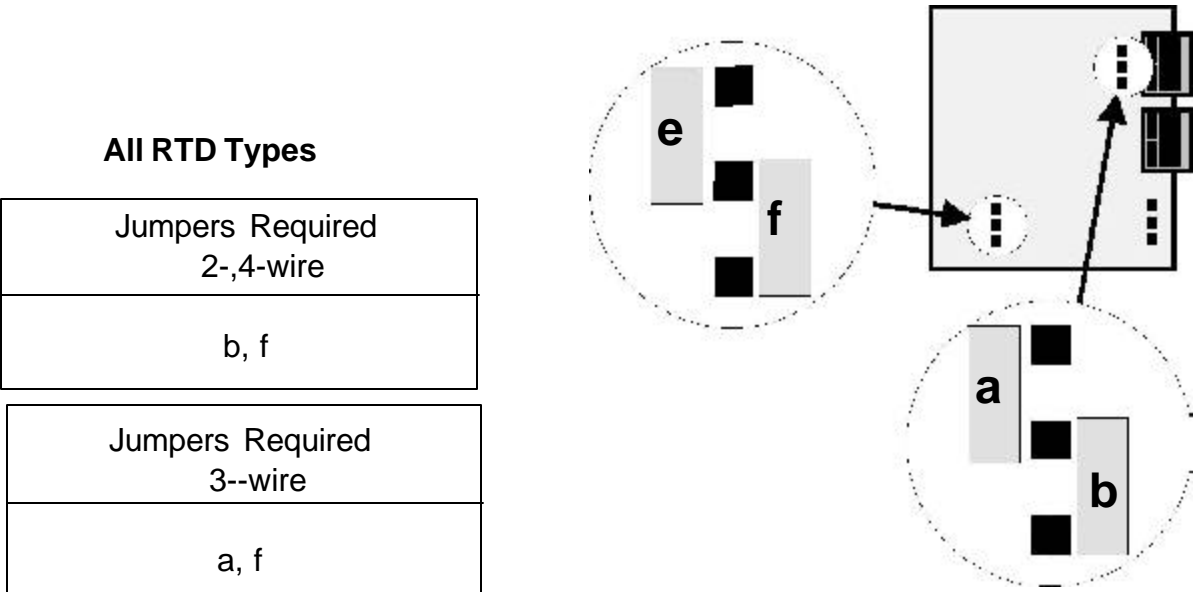 All RTD Types
Jumpers Required
2-,4-wire
b, f
Jumpers Required
3--wire
a, f
e
f
a
b